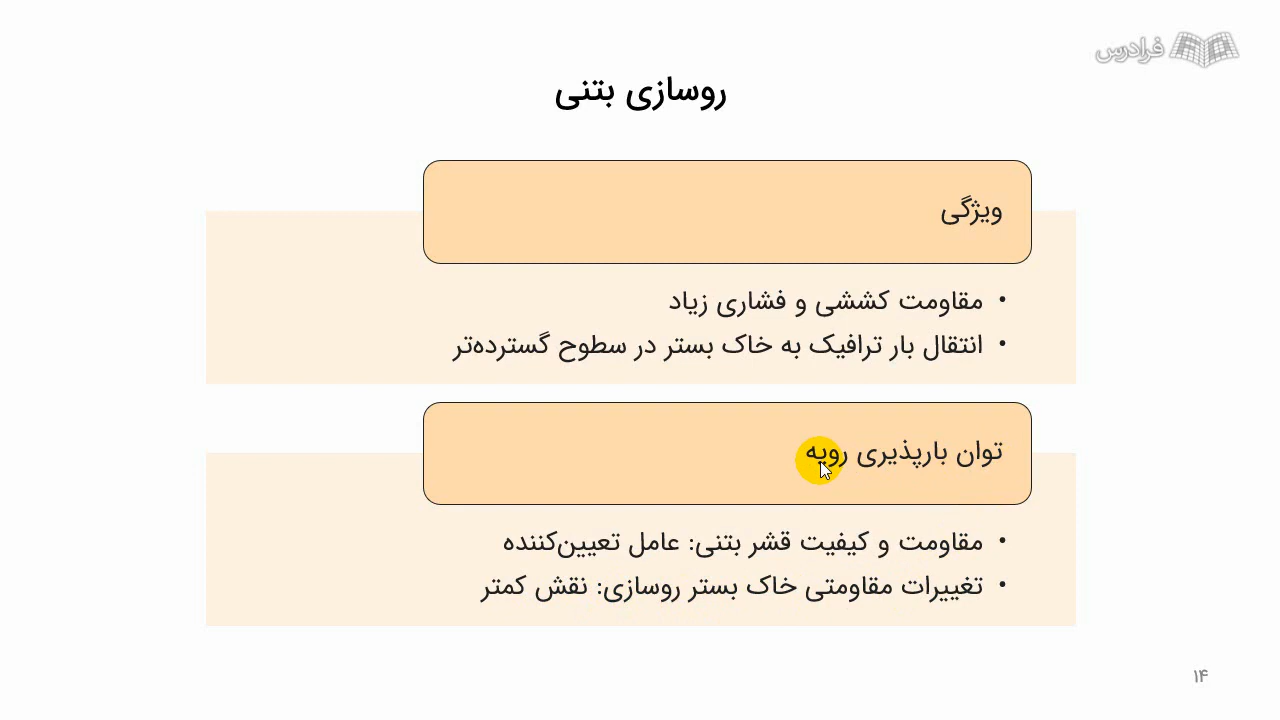 فرادرس
روسازی بتنی
ویژگی
• مقاومت کششی و فشاری زیاد
• انتقال بار ترافیک به خاک بستر در سطوح گسترده‌تر
توان بارپذیری رویه
• مقاومت و کیفیت قشر بتنی: عامل تعیین‌کننده
• تغییرات مقاومتی خاک بستر روسازی: نقش کمتر
۱۴